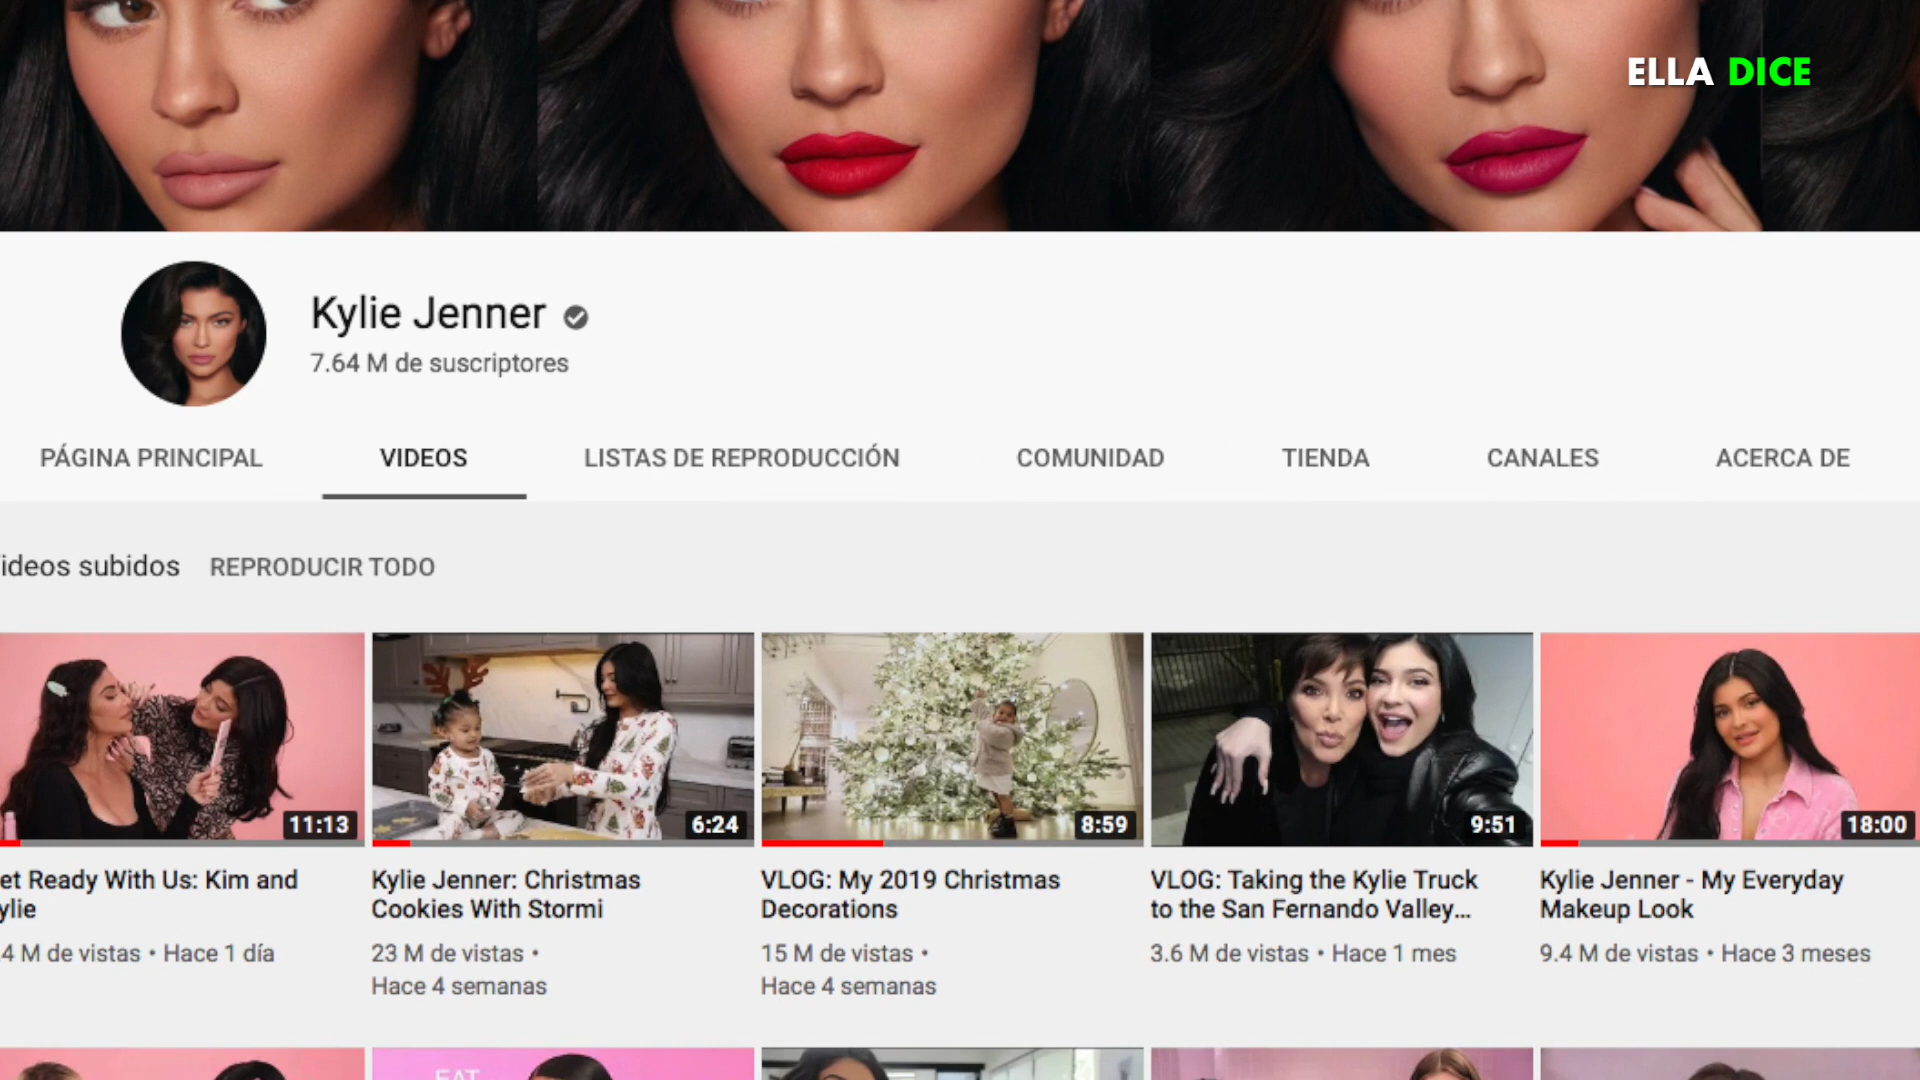 ELLA DICE
Kylie Jenner
7.64 M de suscriptores
PÁGINA PRINCIPAL VIDEOS LISTAS DE REPRODUCCIÓN COMUNIDAD TIENDA CANALES ACERCA DE
ideos subidos REPRODUCIR TODO
11:13 6:24 8:59 9:51 18:00
et Ready With Us: Kim and
ylie
4 M de vistas • Hace 1 día
Kylie Jenner: Christmas
Cookies With Stormi
23 M de vistas •
Hace 4 semanas
VLOG: My 2019 Christmas
Decorations
15 M de vistas •
Hace 4 semanas
VLOG: Taking the Kylie Truck
to the San Fernando Valley...
3.6 M de vistas • Hace 1 mes
Kylie Jenner - My Everyday
Makeup Look
9.4 M de vistas • Hace 3 meses
EAT